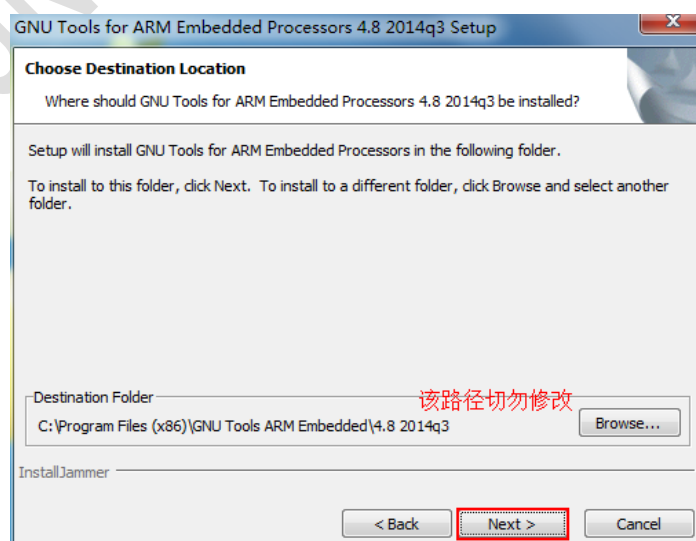 GNU Tools for ARM Embedded Processors 4.8 2014q3 Setup
Choose Destination Location
Where should GNU Tools for ARM Embedded Processors 4.8 2014q3 be installed?
Setup will install GNU Tools for ARM Embedded Processors in the following folder.
To install to this folder, click Next. To install to a different folder, click Browse and select another
folder.
Destination Folder
该路径切勿修改
C:\Program Files (x86)\GNU Tools ARM Embedded\4.8 2014q3
Browse...
InstallJammer
< Back Next > Cancel